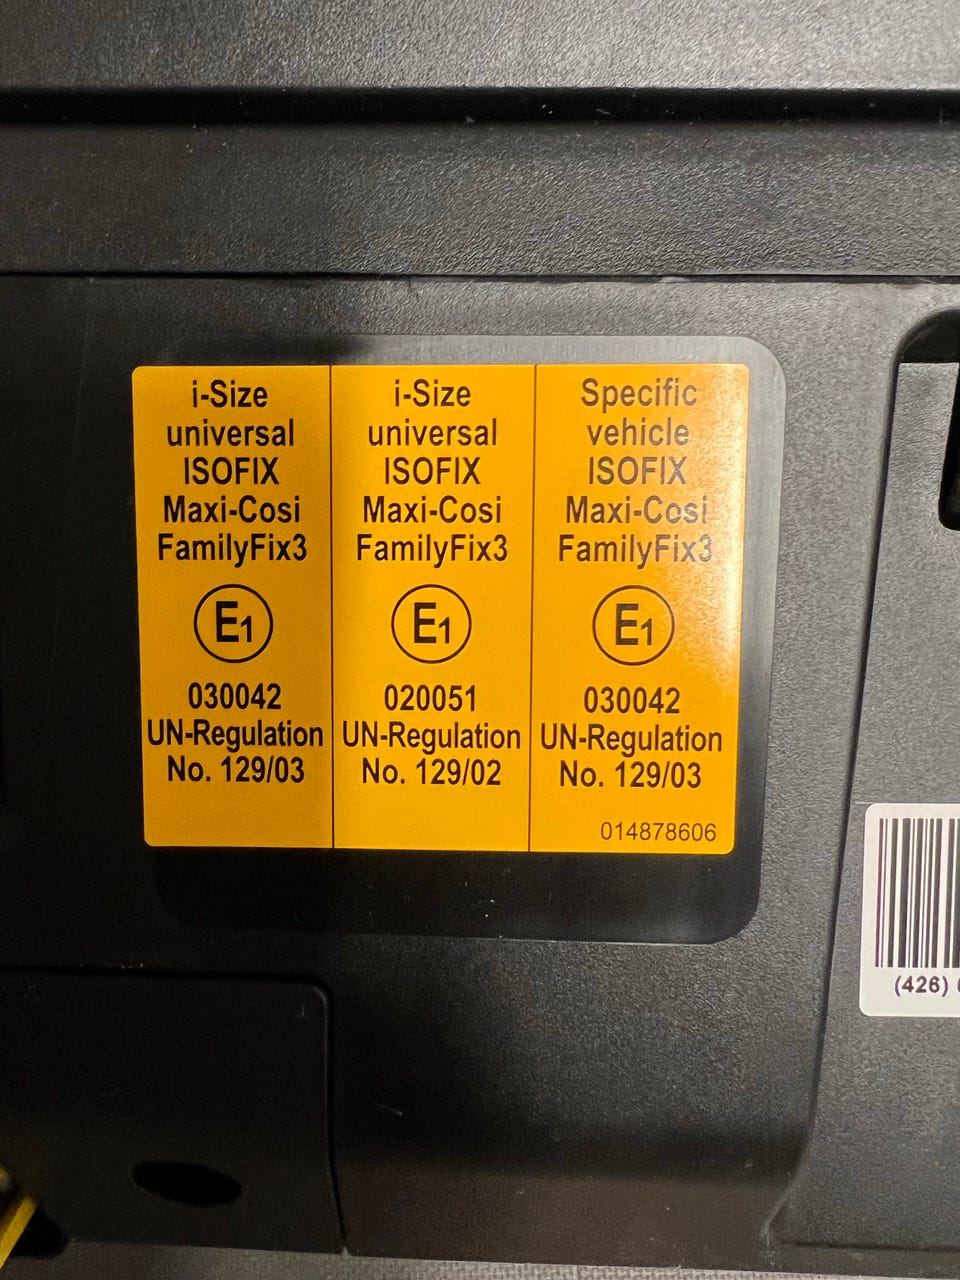 i-Size
universal
ISOFIX
Maxi-Cosi
FamilyFix3
E1
030042
UN-Regulation
No. 129/03
i-Size
universal
ISOFIX
Maxi-Cosi
FamilyFix3
E1
020051
UN-Regulation
No. 129/02
Specific
vehicle
ISOFIX
Maxi-Cosi
FamilyFix3
E1
030042
UN-Regulation
No. 129/03
014878606
(426)